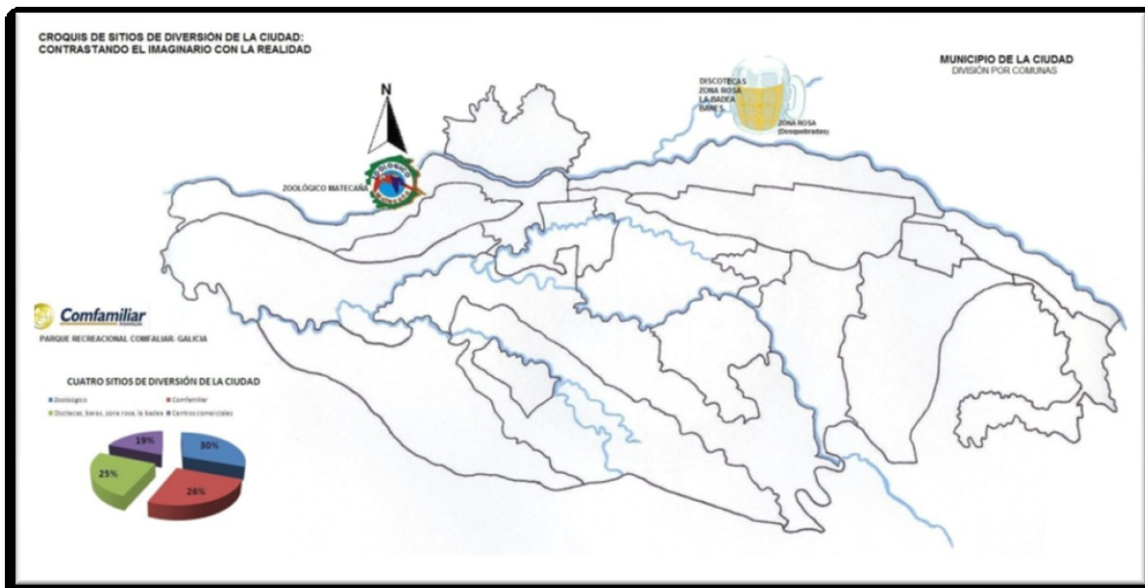 CROQUIS DE SITIOS DE DIVERSIÓN DE LA CIUDAD:
CONTRASTANDO EL IMAGINARIO CON LA REALIDAD
MUNICIPIO DE LA CIUDAD
DIVISIÓN POR COMUNAS
DISCOTECAS
ZONA ROSA
LA BADEA
BARES,
ZONA ROSA
(Dosquebradas)
N
ZOOLÓGICO MATECAÑA
ZOOLOGICO
MATECAÑA
Comfamiliar
PARQUE RECREACIONAL COMFALIAR- GALICIA
CUATRO SITIOS DE DIVERSIÓN DE LA CIUDAD
Zoológico
Comfamiliar
Disctecas, bares, zona rosa, la badea
Centros comerciales
19%
30%
25%
26%